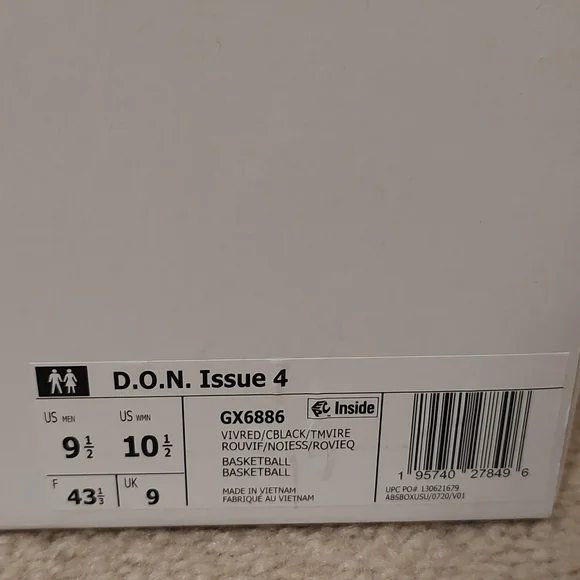 D.O.N. Issue 4
US MEN
9 1/2
US WMN
10 1/2
F
43 1/3
UK
9
GX6886
Inside
VIVRED/CBLACK/TMVIRE
ROUVIF/NOIESS/ROVIEQ
BASKETBALL
BASKETBALL
MADE IN VIETNAM
FABRIQUÉ AU VIETNAM
1 95740 27849 6
UPC PO# 130621679
ABSBOXUSU/0720/V01